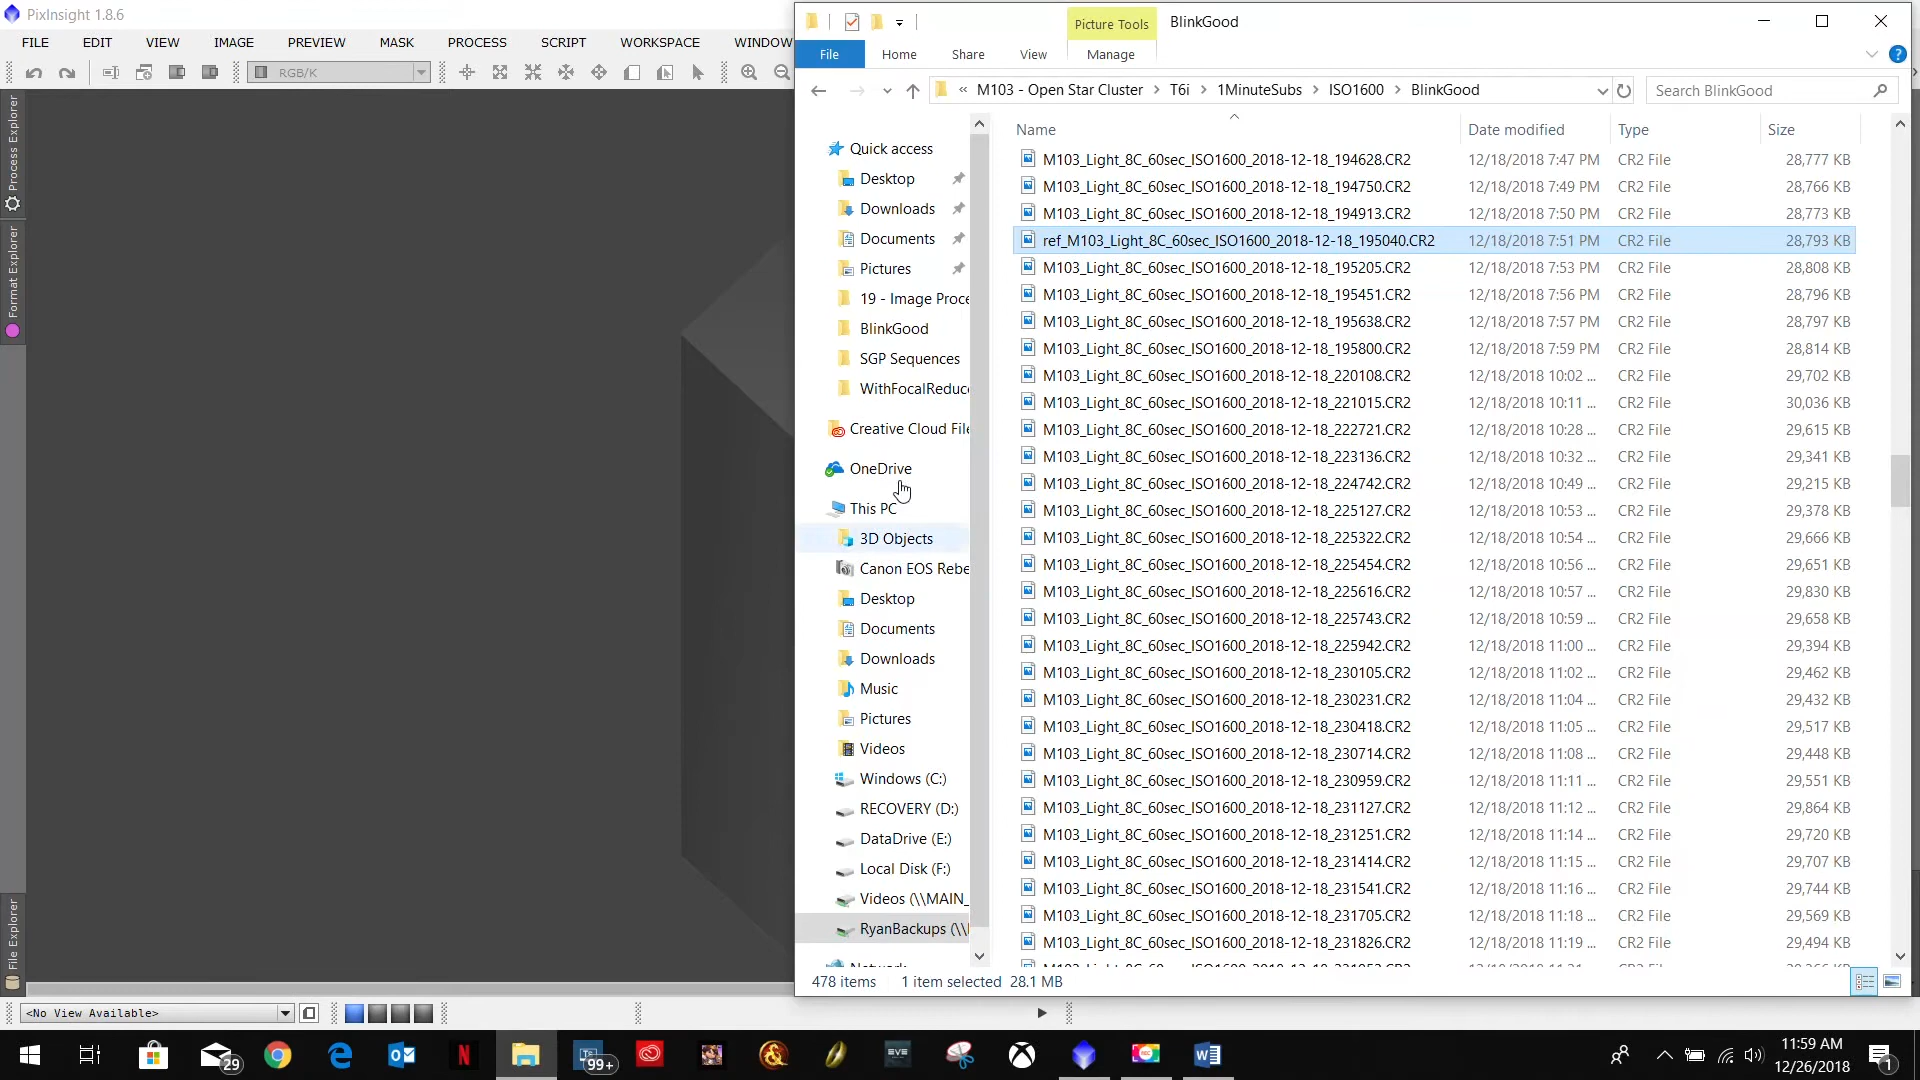 PixInsight 1.8.6
FILE EDIT VIEW IMAGE PREVIEW MASK PROCESS SCRIPT WORKSPACE WINDOW
RGB/K
Process Explorer
Format Explorer
File Explorer
<No View Available>
Picture Tools BlinkGood
File Home Share View Manage
« M103 - Open Star Cluster › T6i › 1MinuteSubs › ISO1600 › BlinkGood
Search BlinkGood
Quick access
Desktop
Downloads
Documents
Pictures
19 - Image Proce
BlinkGood
SGP Sequences
WithFocalReduc
Creative Cloud File
OneDrive
This PC
3D Objects
Canon EOS Rebe
Desktop
Documents
Downloads
Music
Pictures
Videos
Windows (C:)
RECOVERY (D:)
DataDrive (E:)
Local Disk (F:)
Videos (\\MAIN_
RyanBackups (\\
Name Date modified Type Size
M103_Light_8C_60sec_ISO1600_2018-12-18_194628.CR2 12/18/2018 7:47 PM CR2 File 28,777 KB
M103_Light_8C_60sec_ISO1600_2018-12-18_194750.CR2 12/18/2018 7:49 PM CR2 File 28,766 KB
M103_Light_8C_60sec_ISO1600_2018-12-18_194913.CR2 12/18/2018 7:50 PM CR2 File 28,773 KB
ref_M103_Light_8C_60sec_ISO1600_2018-12-18_195040.CR2 12/18/2018 7:51 PM CR2 File 28,793 KB
M103_Light_8C_60sec_ISO1600_2018-12-18_195205.CR2 12/18/2018 7:53 PM CR2 File 28,808 KB
M103_Light_8C_60sec_ISO1600_2018-12-18_195451.CR2 12/18/2018 7:56 PM CR2 File 28,796 KB
M103_Light_8C_60sec_ISO1600_2018-12-18_195638.CR2 12/18/2018 7:57 PM CR2 File 28,797 KB
M103_Light_8C_60sec_ISO1600_2018-12-18_195800.CR2 12/18/2018 7:59 PM CR2 File 28,814 KB
M103_Light_8C_60sec_ISO1600_2018-12-18_220108.CR2 12/18/2018 10:02 ... CR2 File 29,702 KB
M103_Light_8C_60sec_ISO1600_2018-12-18_221015.CR2 12/18/2018 10:11 ... CR2 File 30,036 KB
M103_Light_8C_60sec_ISO1600_2018-12-18_222721.CR2 12/18/2018 10:28 ... CR2 File 29,615 KB
M103_Light_8C_60sec_ISO1600_2018-12-18_223136.CR2 12/18/2018 10:32 ... CR2 File 29,341 KB
M103_Light_8C_60sec_ISO1600_2018-12-18_224742.CR2 12/18/2018 10:49 ... CR2 File 29,215 KB
M103_Light_8C_60sec_ISO1600_2018-12-18_225127.CR2 12/18/2018 10:53 ... CR2 File 29,378 KB
M103_Light_8C_60sec_ISO1600_2018-12-18_225322.CR2 12/18/2018 10:54 ... CR2 File 29,666 KB
M103_Light_8C_60sec_ISO1600_2018-12-18_225454.CR2 12/18/2018 10:56 ... CR2 File 29,651 KB
M103_Light_8C_60sec_ISO1600_2018-12-18_225616.CR2 12/18/2018 10:57 ... CR2 File 29,830 KB
M103_Light_8C_60sec_ISO1600_2018-12-18_225743.CR2 12/18/2018 10:59 ... CR2 File 29,658 KB
M103_Light_8C_60sec_ISO1600_2018-12-18_225942.CR2 12/18/2018 11:00 ... CR2 File 29,394 KB
M103_Light_8C_60sec_ISO1600_2018-12-18_230105.CR2 12/18/2018 11:02 ... CR2 File 29,462 KB
M103_Light_8C_60sec_ISO1600_2018-12-18_230231.CR2 12/18/2018 11:04 ... CR2 File 29,432 KB
M103_Light_8C_60sec_ISO1600_2018-12-18_230418.CR2 12/18/2018 11:05 ... CR2 File 29,517 KB
M103_Light_8C_60sec_ISO1600_2018-12-18_230714.CR2 12/18/2018 11:08 ... CR2 File 29,448 KB
M103_Light_8C_60sec_ISO1600_2018-12-18_230959.CR2 12/18/2018 11:11 ... CR2 File 29,551 KB
M103_Light_8C_60sec_ISO1600_2018-12-18_231127.CR2 12/18/2018 11:12 ... CR2 File 29,864 KB
M103_Light_8C_60sec_ISO1600_2018-12-18_231251.CR2 12/18/2018 11:14 ... CR2 File 29,720 KB
M103_Light_8C_60sec_ISO1600_2018-12-18_231414.CR2 12/18/2018 11:15 ... CR2 File 29,707 KB
M103_Light_8C_60sec_ISO1600_2018-12-18_231541.CR2 12/18/2018 11:16 ... CR2 File 29,744 KB
M103_Light_8C_60sec_ISO1600_2018-12-18_231705.CR2 12/18/2018 11:18 ... CR2 File 29,569 KB
M103_Light_8C_60sec_ISO1600_2018-12-18_231826.CR2 12/18/2018 11:19 ... CR2 File 29,494 KB
478 items 1 item selected 28.1 MB
29
99+
EVE
11:59 AM
12/26/2018
1